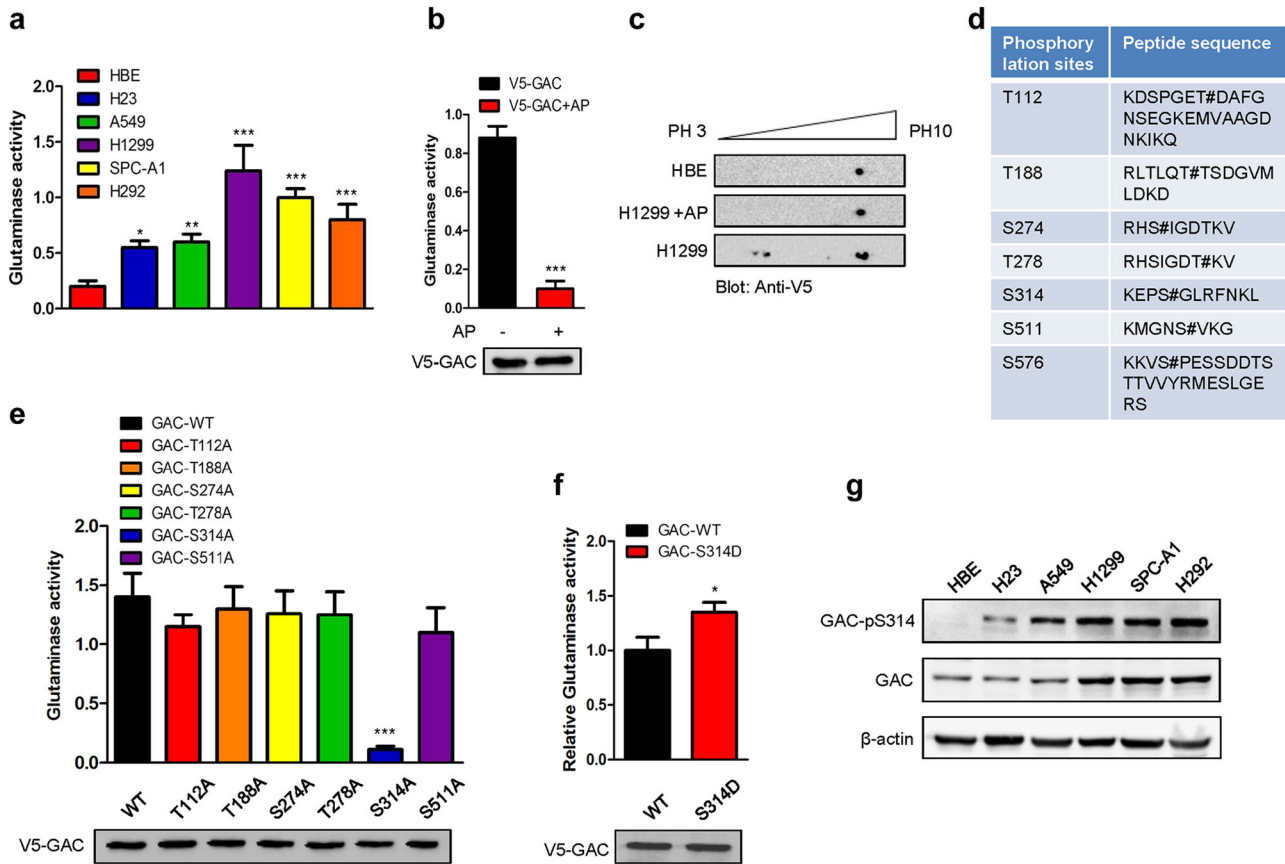 a
HBE
H23
A549
H1299
SPC-A1
H292
Glutaminase activity
2.0
1.5
1.0
0.5
0.0
*
**
***
***
***
b
V5-GAC
V5-GAC+AP
Glutaminase activity
1.0
0.8
0.6
0.4
0.2
0.0
***
AP - +
V5-GAC
c
PH 3
PH10
HBE
H1299 +AP
H1299
Blot: Anti-V5
d
Phosphory
lation sites
Peptide sequence
T112
KDSPGET#DAFG
NSEGKEMVAAGD
NKIKQ
T188
RLTLQT#TSDGVM
LDKD
S274
RHS#IGDTKV
T278
RHSIGDT#KV
S314
KEPS#GLRFNKL
S511
KMGNS#VKG
S576
KKVS#PESSDDTS
TTVVYRMESLGE
RS
e
GAC-WT
GAC-T112A
GAC-T188A
GAC-S274A
GAC-T278A
GAC-S314A
GAC-S511A
Glutaminase activity
2.0
1.5
1.0
0.5
0.0
***
WT
T112A
T188A
S274A
T278A
S314A
S511A
V5-GAC
f
GAC-WT
GAC-S314D
Relative Glutaminase activity
2.0
1.5
1.0
0.5
0.0
*
WT
S314D
V5-GAC
g
HBE
H23
A549
H1299
SPC-A1
H292
GAC-pS314
GAC
β-actin